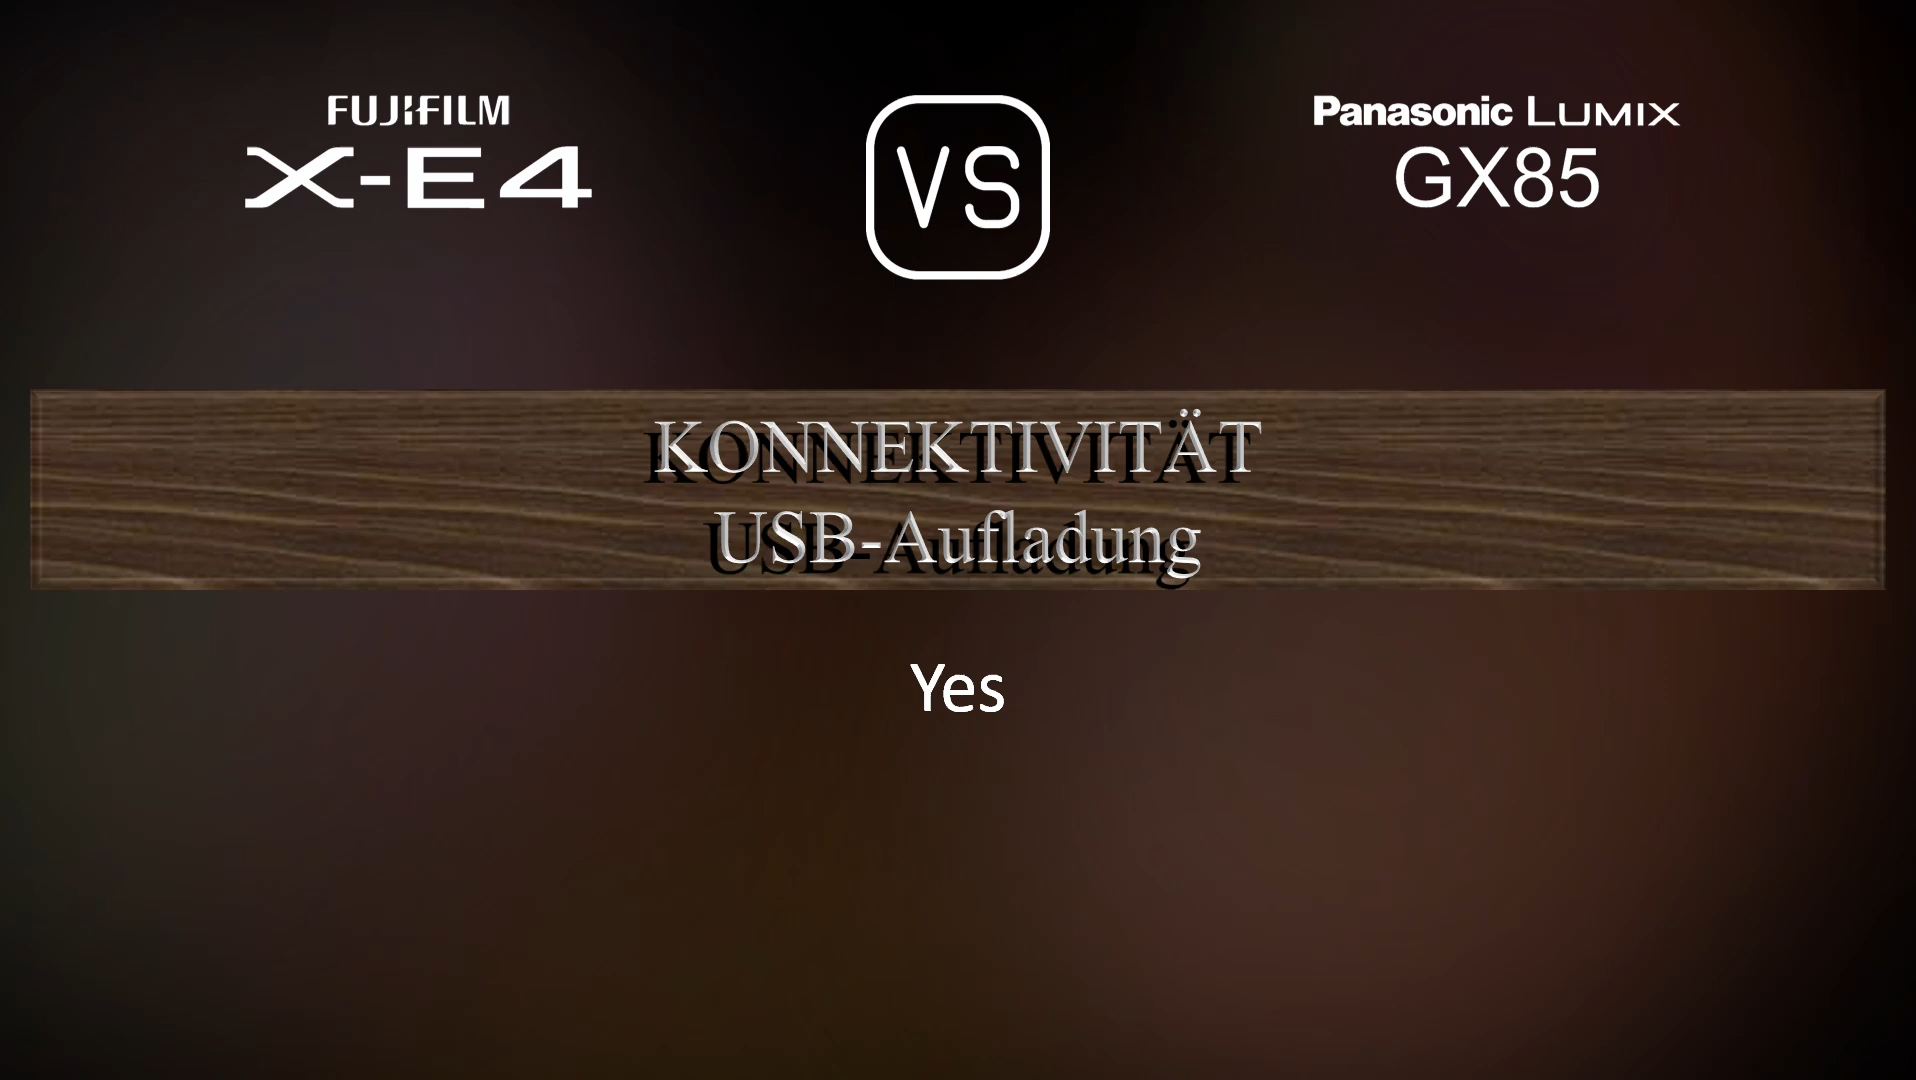 FUJIFILM
X-E4
VS
Panasonic LUMIX
GX85
KONNEKTIVITÄT
USB-Aufladung
Yes